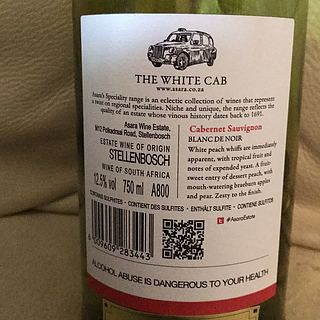 THE WHITE CAB
www.asara.co.za
Asara's Speciality range is an eclectic collection of wines that represent
a twist on regional specialities. Niche and unique, the range reflects the
quality of an estate whose vinous history dates back to 1691.
Asara Wine Estate,
M12 Polkadraai Road, Stellenbosch
ESTATE WINE OF ORIGIN
STELLENBOSCH
WINE OF SOUTH AFRICA
12.5% vol 750 ml A800
Cabernet Sauvignon
BLANC DE NOIR
White peach whiffs are immediately
apparent, with tropical fruit and
notes of expended yeast. A fruit-
sweet entry of dessert peach, with
mouth-watering braeburn apples
and pear. Zesty to the finish.
CONTAINS SULPHITES • CONTIENT DES SULFITES • ENTHÄLT SULFITE • CONTIENE SULFITOS
#AsaraEstate
6 009609 283443
ALCOHOL ABUSE IS DANGEROUS TO YOUR HEALTH